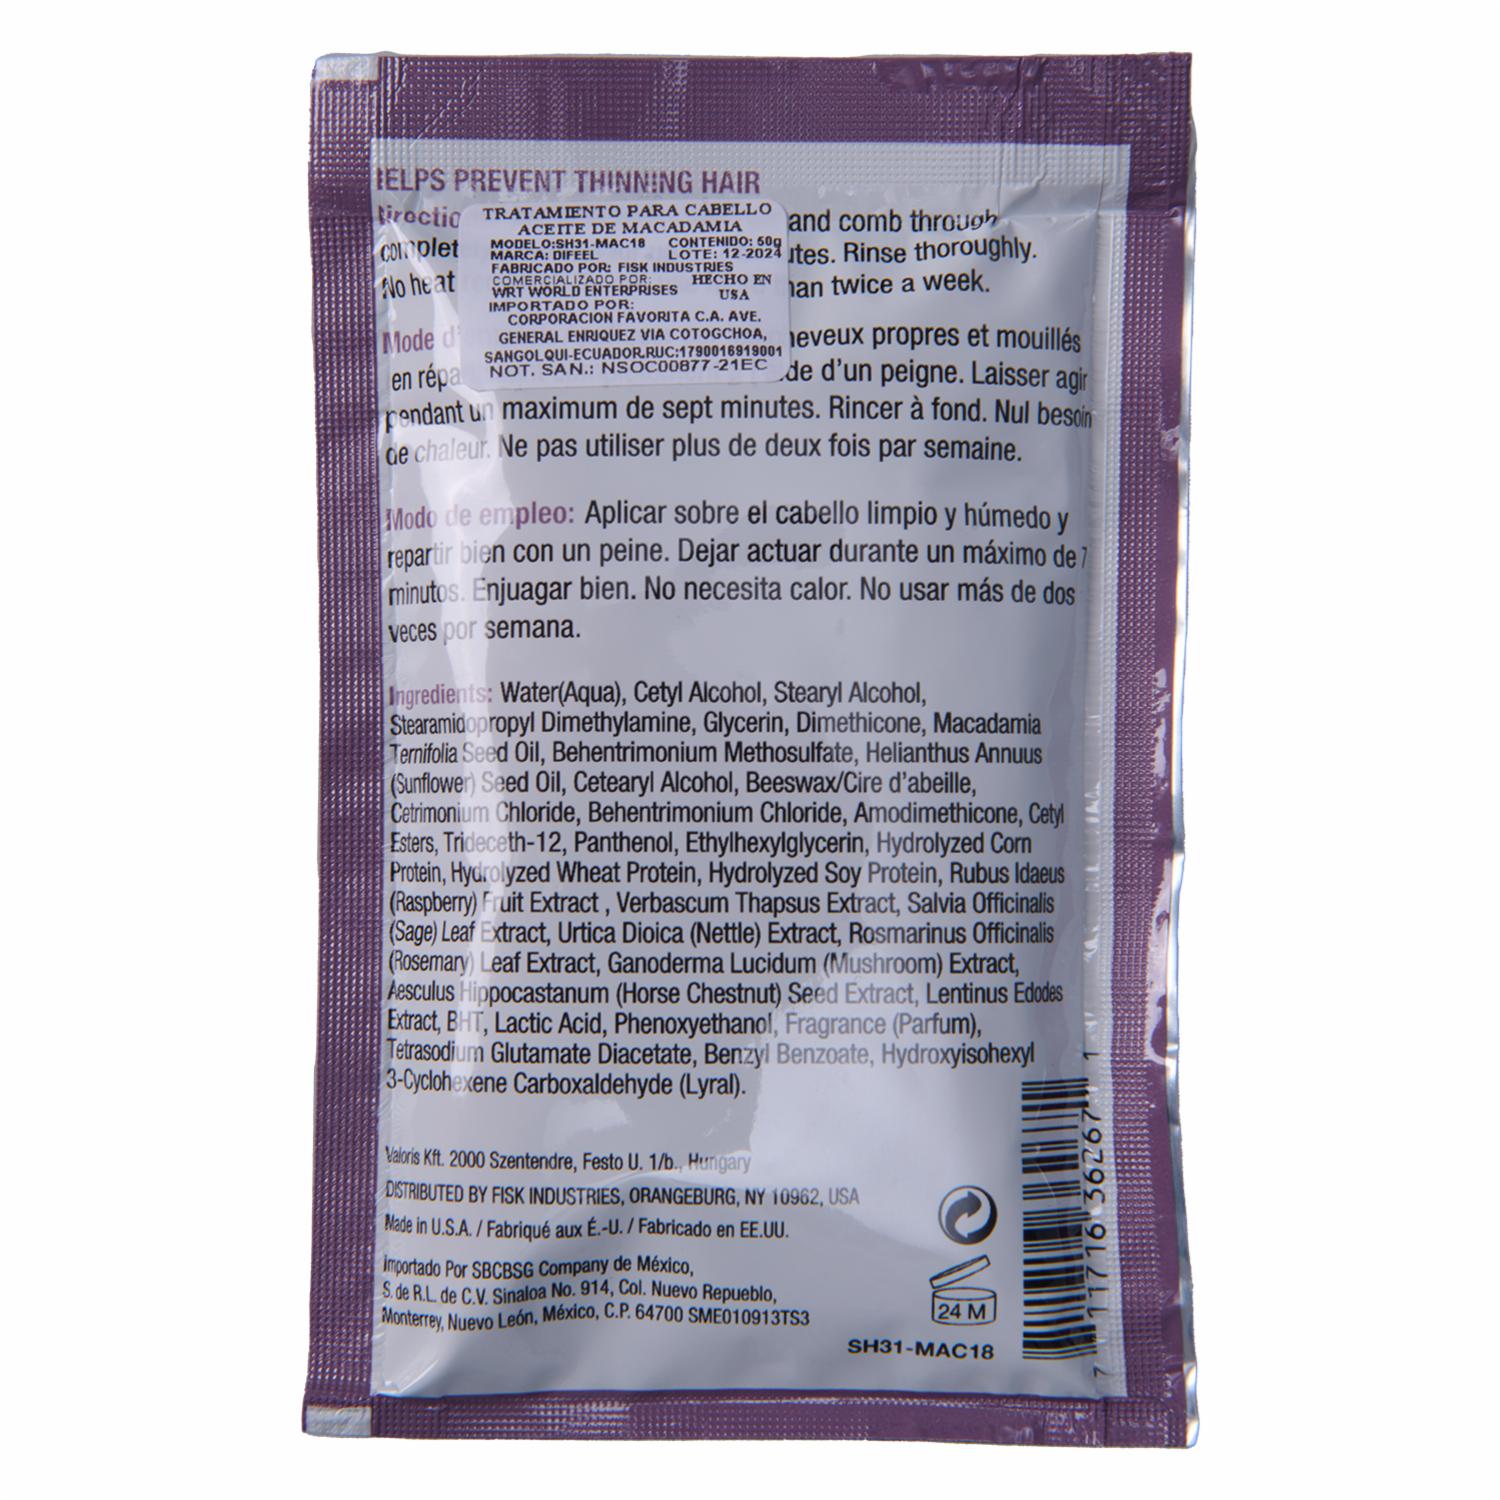 HELPS PREVENT THINNING HAIR
and comb through
complet
utes. Rinse thoroughly.
No heat
han twice a week.
TRATAMIENTO PARA CABELLO
ACEITE DE MACADAMIA
MODELO:SH31-MAC18 CONTENIDO: 50g
MARCA: DIFEEL LOTE: 12-2024
FABRICADO POR: FISK INDUSTRIES
COMERCIALIZADO POR: HECHO EN
WRT WORLD ENTERPRISES USA
IMPORTADO POR:
CORPORACION FAVORITA C.A. AVE.
GENERAL ENRIQUEZ VIA COTOGCHOA,
SANGOLQUI-ECUADOR.RUC:1790016919001
NOT. SAN.: NSOC00877-21EC
Mode d' heveux propres et mouillés
en répa de d'un peigne. Laisser agir
pendant un maximum de sept minutes. Rincer à fond. Nul besoin
de chaleur. Ne pas utiliser plus de deux fois par semaine.
Modo de empleo: Aplicar sobre el cabello limpio y húmedo y
repartir bien con un peine. Dejar actuar durante un máximo de 7
minutos. Enjuagar bien. No necesita calor. No usar más de dos
veces por semana.
Ingredients: Water(Aqua), Cetyl Alcohol, Stearyl Alcohol,
Stearamidopropyl Dimethylamine, Glycerin, Dimethicone, Macadamia
Ternifolia Seed Oil, Behentrimonium Methosulfate, Helianthus Annuus
(Sunflower) Seed Oil, Cetearyl Alcohol, Beeswax/Cire d'abeille,
Cetrimonium Chloride, Behentrimonium Chloride, Amodimethicone, Cetyl
Esters, Trideceth-12, Panthenol, Ethylhexylglycerin, Hydrolyzed Corn
Protein, Hydrolyzed Wheat Protein, Hydrolyzed Soy Protein, Rubus Idaeus
(Raspberry) Fruit Extract , Verbascum Thapsus Extract, Salvia Officinalis
(Sage) Leaf Extract, Urtica Dioica (Nettle) Extract, Rosmarinus Officinalis
(Rosemary) Leaf Extract, Ganoderma Lucidum (Mushroom) Extract,
Aesculus Hippocastanum (Horse Chestnut) Seed Extract, Lentinus Edodes
Extract, BHT, Lactic Acid, Phenoxyethanol, Fragrance (Parfum),
Tetrasodium Glutamate Diacetate, Benzyl Benzoate, Hydroxyisohexyl
3-Cyclohexene Carboxaldehyde (Lyral).
Valoris Kft. 2000 Szentendre, Festo U. 1/b., Hungary
DISTRIBUTED BY FISK INDUSTRIES, ORANGEBURG, NY 10962, USA
Made in U.S.A. / Fabriqué aux É.-U. / Fabricado en EE.UU.
Importado Por SBCBSG Company de México,
S. de R.L. de C.V. Sinaloa No. 914, Col. Nuevo Repueblo,
Monterrey, Nuevo León, México, C.P. 64700 SME010913TS3
24 M
SH31-MAC18
7 11716 36267 1